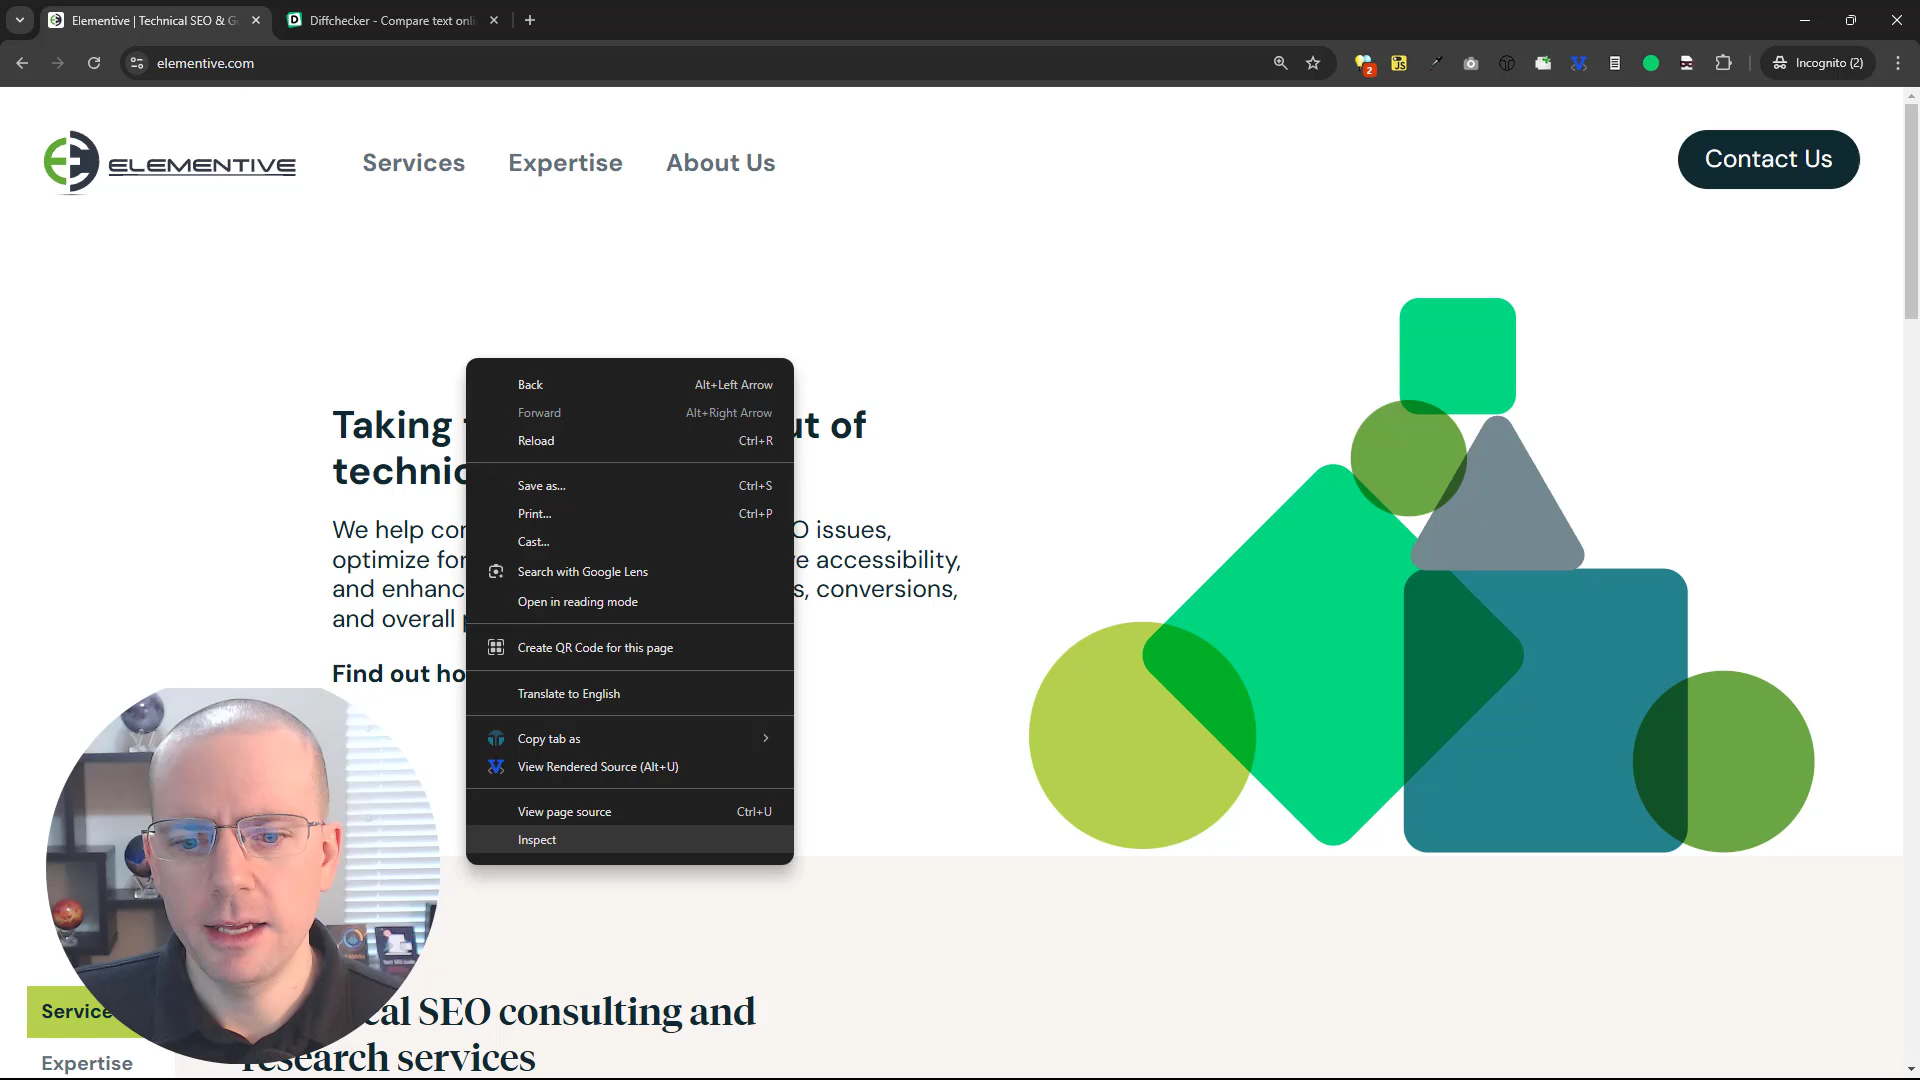 Elementive | Technical SEO & G
Diffchecker - Compare text onli
elementive.com
2
JS
Incognito (2)
ELEMENTIVE
Services
Expertise
About Us
Contact Us
Back Alt+Left Arrow
Forward Alt+Right Arrow
Reload Ctrl+R
Save as... Ctrl+S
Print... Ctrl+P
Cast...
Search with Google Lens
Open in reading mode
Create QR Code for this page
Translate to English
Copy tab as
View Rendered Source (Alt+U)
View page source Ctrl+U
Inspect
Taking ut of
technic
We help cor O issues,
optimize for e accessibility,
and enhanc s, conversions,
and overall
Find out ho
Service
Expertise
cal SEO consulting and
research services